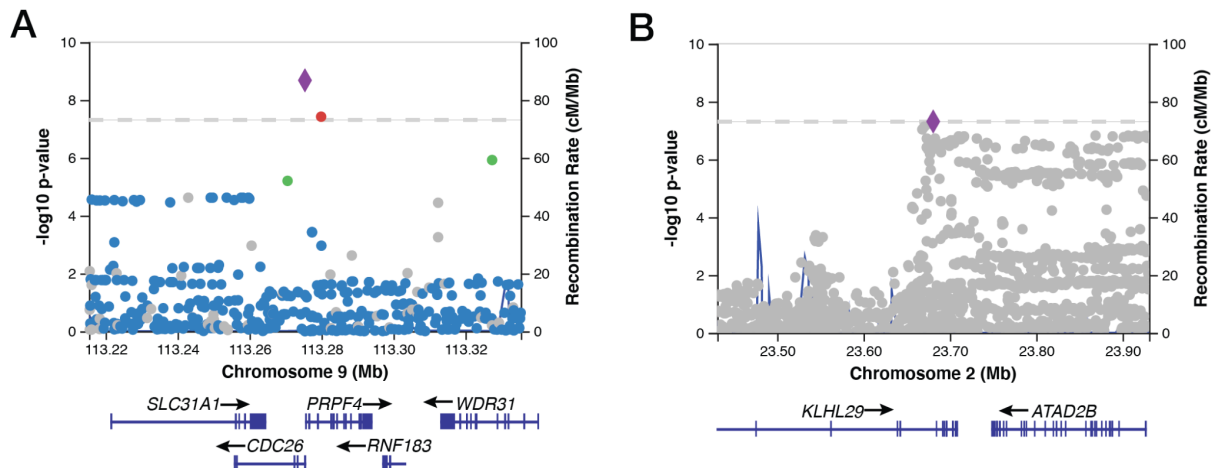 A
10
8
6
4
2
0
-log10 p-value
100
80
60
40
20
0
Recombination Rate (cM/Mb)
113.22 113.24 113.26 113.28 113.30 113.32
Chromosome 9 (Mb)
SLC31A1 PRPF4 WDR31
CDC26 RNF183
B
10
8
6
4
2
0
-log10 p-value
100
80
60
40
20
0
Recombination Rate (cM/Mb)
23.50 23.60 23.70 23.80 23.90
Chromosome 2 (Mb)
KLHL29 ATAD2B